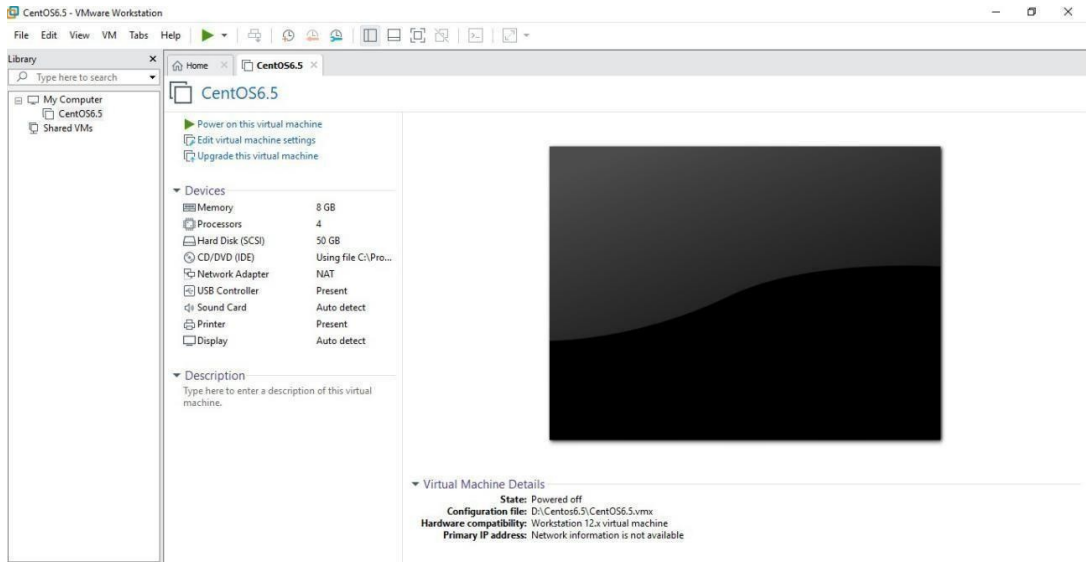 CentOS6.5 - VMware Workstation
File Edit View VM Tabs Help
Library
Type here to search
My Computer
CentOS6.5
Shared VMs
Home
CentOS6.5
CentOS6.5
Power on this virtual machine
Edit virtual machine settings
Upgrade this virtual machine
Devices
Memory 8 GB
Processors 4
Hard Disk (SCSI) 50 GB
CD/DVD (IDE) Using file C:\Pro...
Network Adapter NAT
USB Controller Present
Sound Card Auto detect
Printer Present
Display Auto detect
Description
Type here to enter a description of this virtual
machine.
Virtual Machine Details
State: Powered off
Configuration file: D:\Centos6.5\CentOS6.5.vmx
Hardware compatibility: Workstation 12.x virtual machine
Primary IP address: Network information is not available